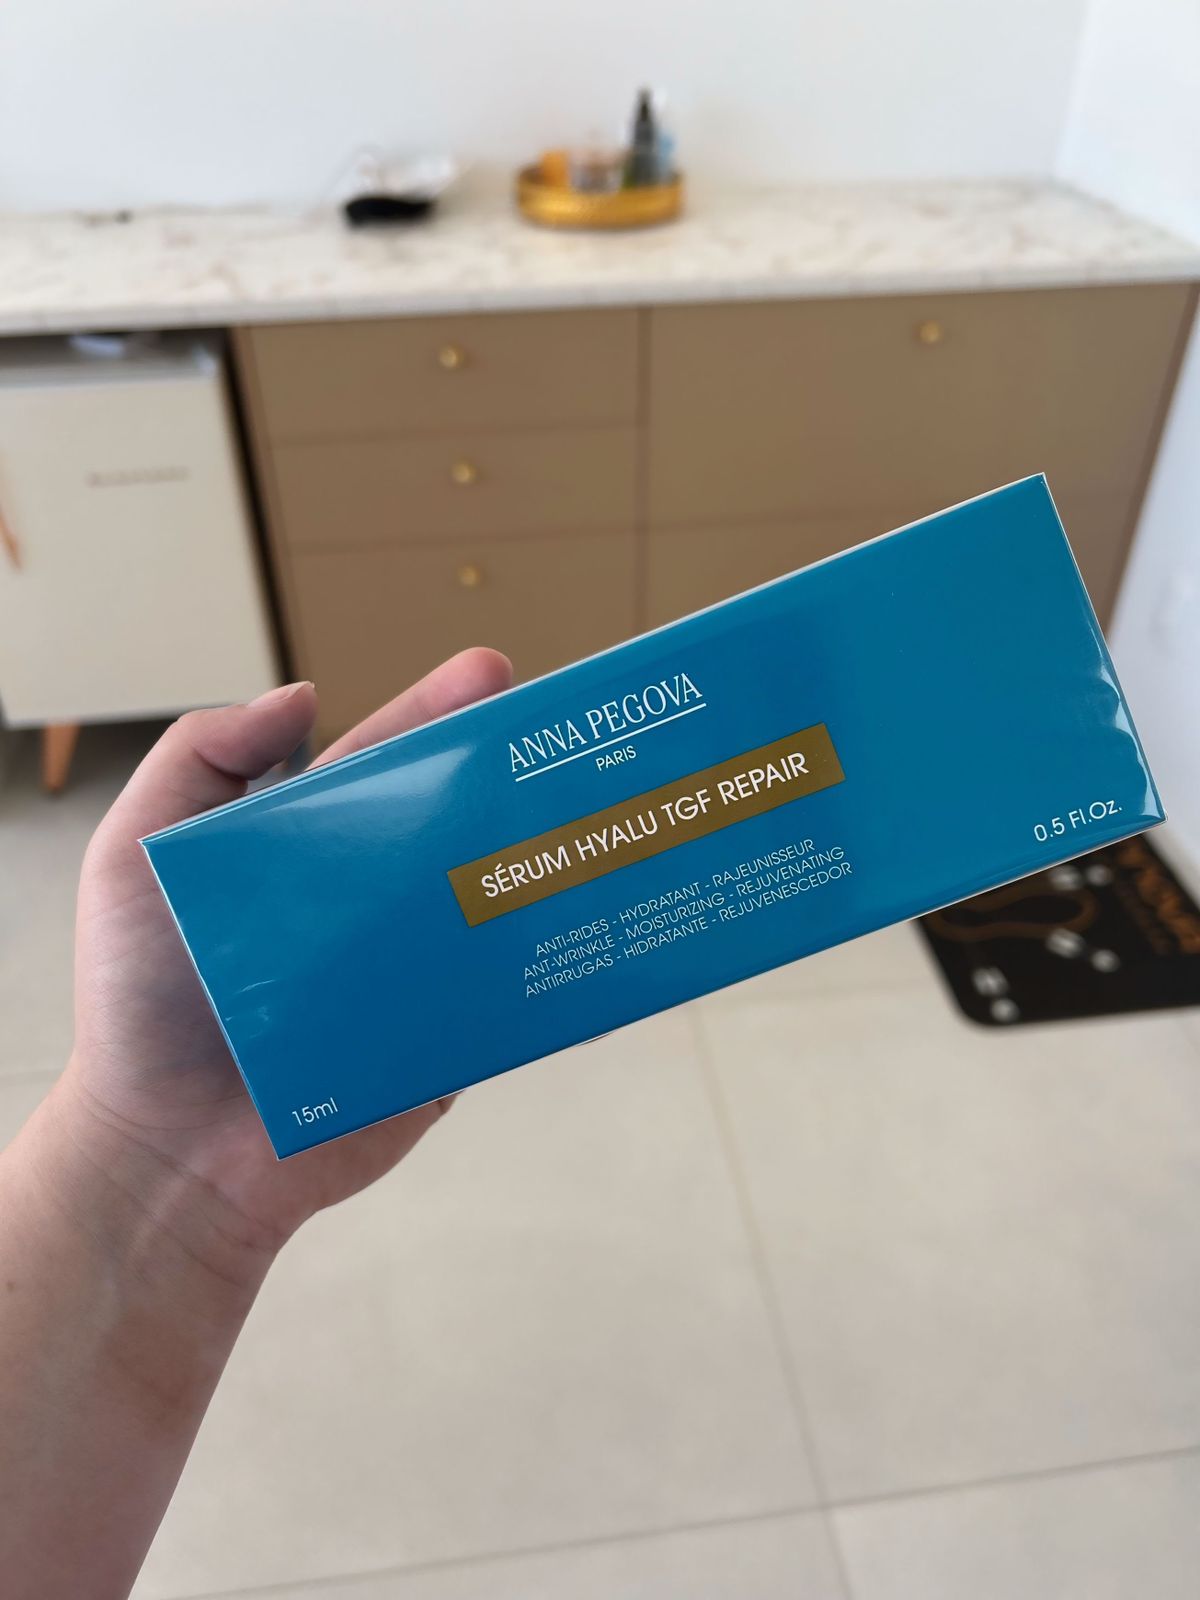 ANNA PEGOVA
PARIS
SÉRUM HYALU TGF REPAIR
ANTI-RIDES - HYDRATANT - RAJEUNISSEUR
ANT-WRINKLE - MOISTURIZING - REJUVENATING
ANTIRRUGAS - HIDRATANTE - REJUVENESCEDOR
15ml
0.5 Fl.Oz.